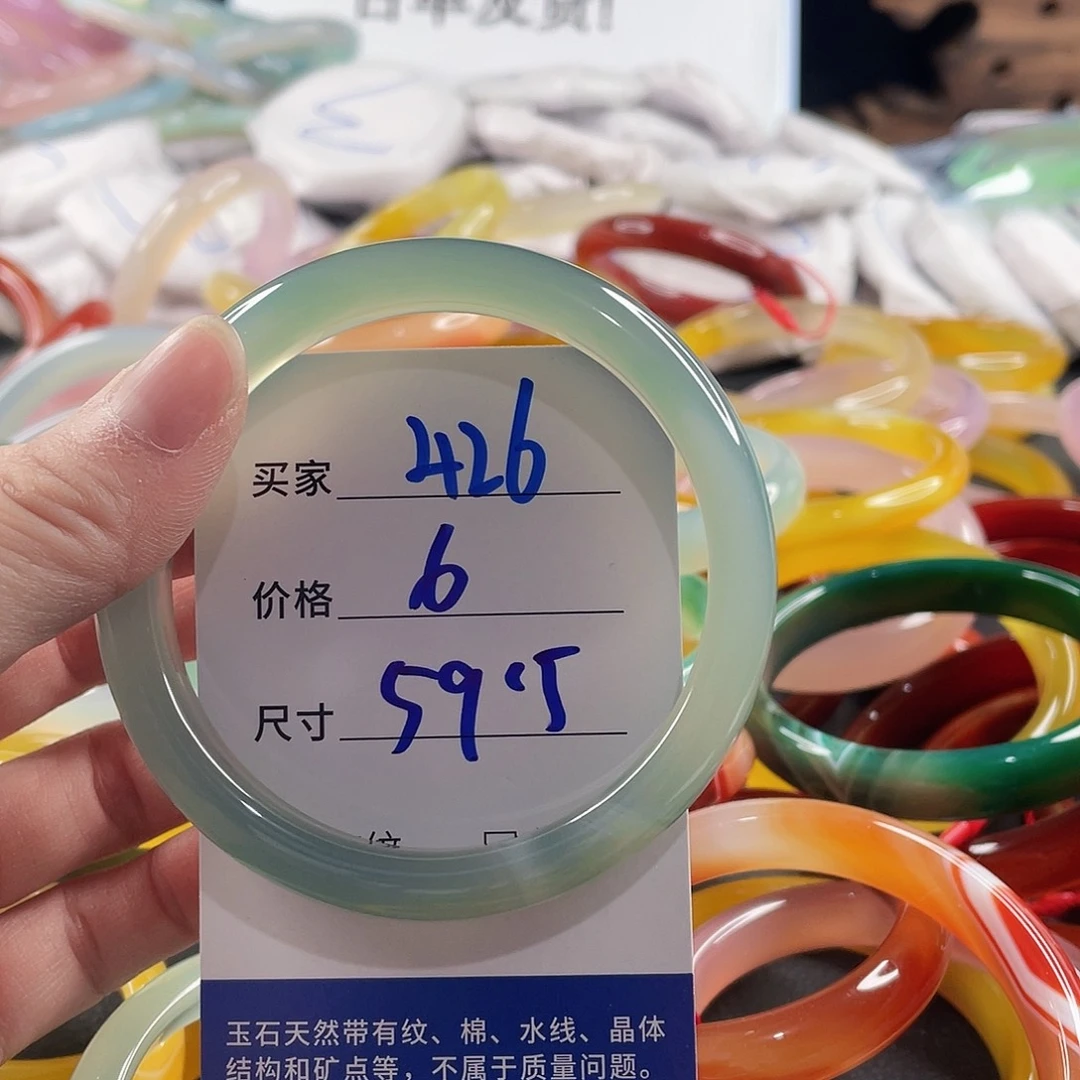 买家 426
价格 6
尺寸 59.5
玉石天然带有纹、棉、水线、晶体
结构和矿点等，不属于质量问题。